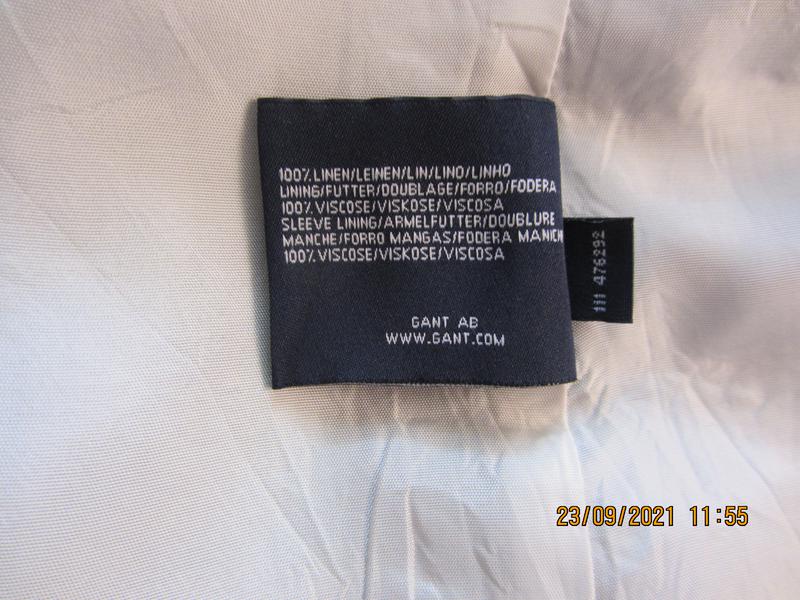 100% LINEN/LEINEN/LIN/LINO/LINHO
LINING/FUTTER/DOUBLAGE/FORRO/FODERA
100% VISCOSE/VISKOSE/VISCOSA
SLEEVE LINING/ARMELFUTTER/DOUBLURE
MANCHE/FORRO MANGAS/FODERA MANICH
100% VISCOSE/VISKOSE/VISCOSA
GANT AB
WWW.GANT.COM
111 476292
23/09/2021 11:55